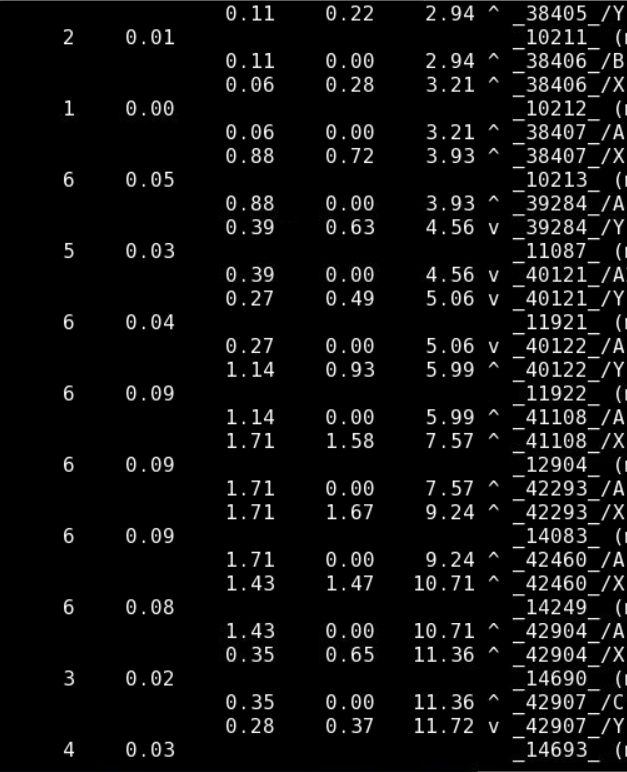 0.11 0.22 2.94 ^ _38405_/Y
2 0.01 _10211_ (
0.11 0.00 2.94 ^ _38406_/B
0.06 0.28 3.21 ^ _38406_/X
1 0.00 _10212_ (
0.06 0.00 3.21 ^ _38407_/A
0.88 0.72 3.93 ^ _38407_/X
6 0.05 _10213_ (
0.88 0.00 3.93 ^ _39284_/A
0.39 0.63 4.56 v _39284_/Y
5 0.03 _11087_ (
0.39 0.00 4.56 v _40121_/A
0.27 0.49 5.06 v _40121_/Y
6 0.04 _11921_ (
0.27 0.00 5.06 v _40122_/A
1.14 0.93 5.99 ^ _40122_/Y
6 0.09 _11922_ (
1.14 0.00 5.99 ^ _41108_/A
1.71 1.58 7.57 ^ _41108_/X
6 0.09 _12904_ (
1.71 0.00 7.57 ^ _42293_/A
1.71 1.67 9.24 ^ _42293_/X
6 0.09 _14083_ (
1.71 0.00 9.24 ^ _42460_/A
1.43 1.47 10.71 ^ _42460_/X
6 0.08 _14249_ (
1.43 0.00 10.71 ^ _42904_/A
0.35 0.65 11.36 ^ _42904_/X
3 0.02 _14690_ (
0.35 0.00 11.36 ^ _42907_/C
0.28 0.37 11.72 v _42907_/Y
4 0.03 _14693_ (